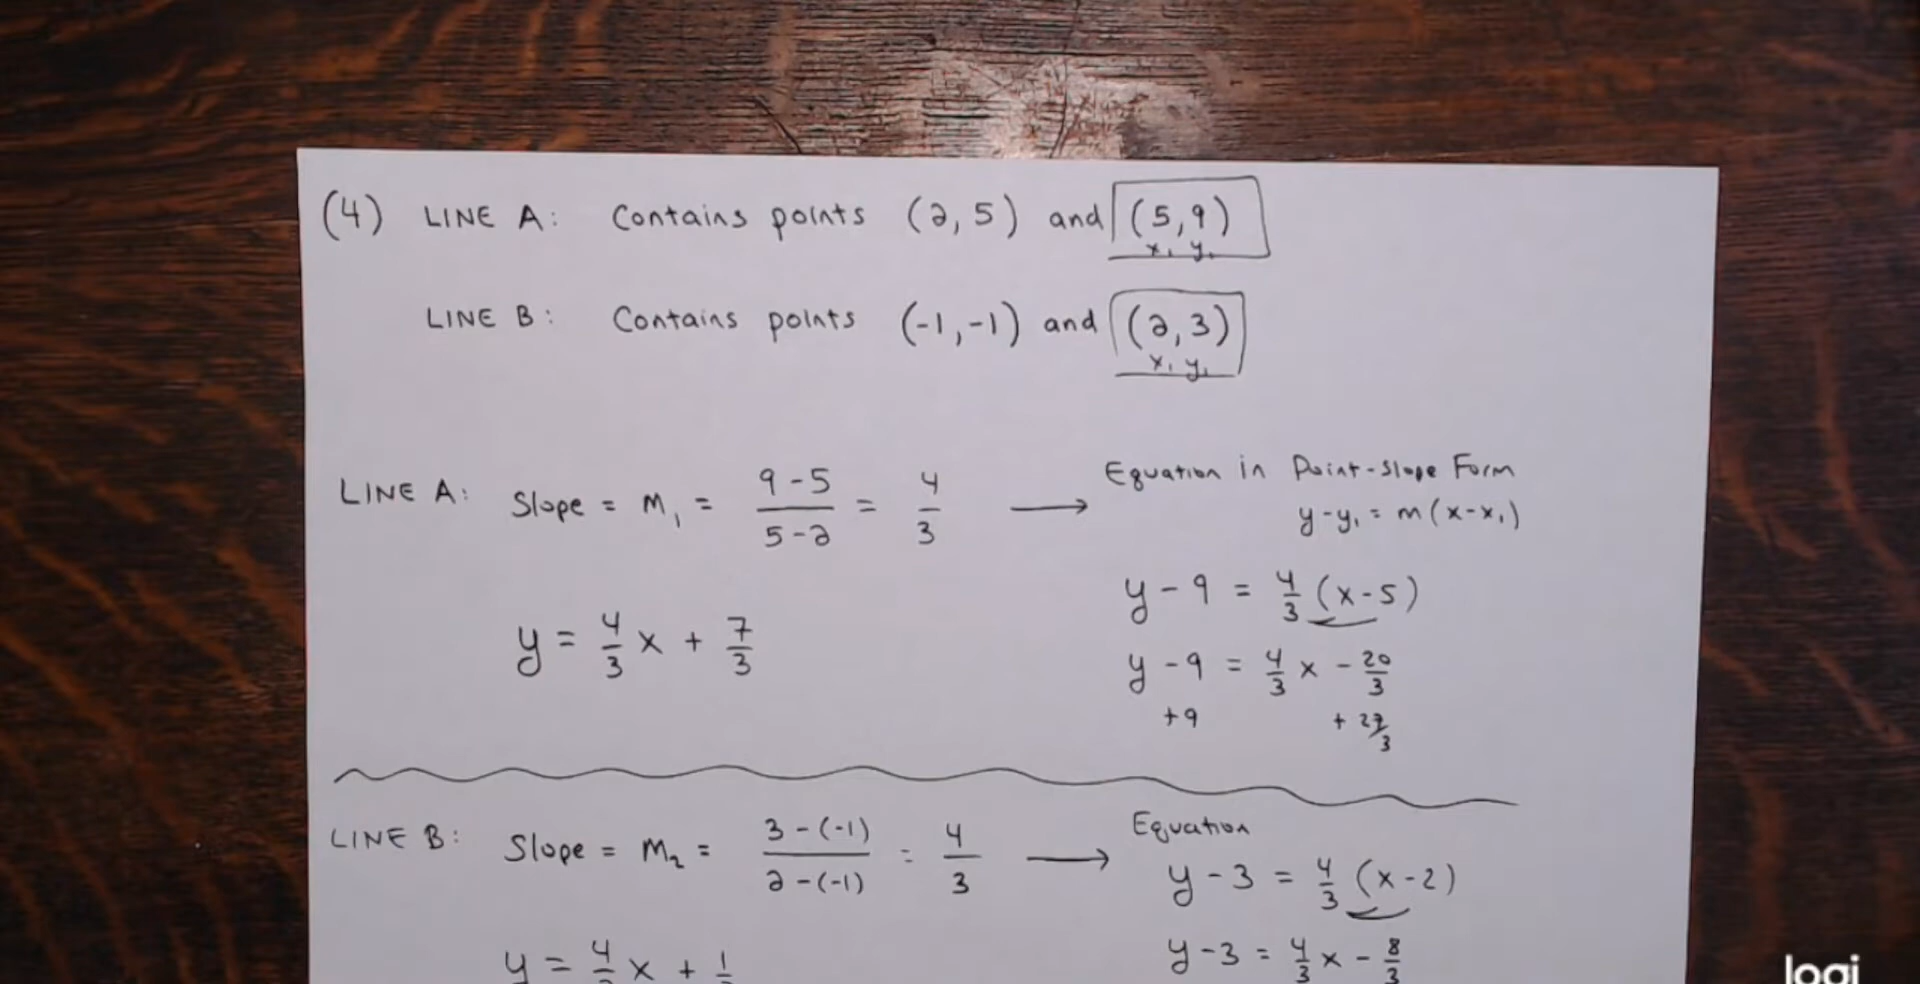 (4) LINE A: Contains points (2, 5) and (5, 9)
x₁ y₁
LINE B: Contains points (-1, -1) and (2, 3)
x₁ y₁
LINE A: Slope = m₁ = 9 - 5 / 5 - 2 = 4/3 → Equation in Point-Slope Form
y - y₁ = m(x - x₁)
y - 9 = 4/3 (x - 5)
y = 4/3 x + 7/3
y - 9 = 4/3 x - 20/3
+9 + 27/3
LINE B: Slope = m₂ = 3 - (-1) / 2 - (-1) = 4/3 → Equation
y - 3 = 4/3 (x - 2)
y - 3 = 4/3 x - 8/3
y = 4/ x + 1/
logi